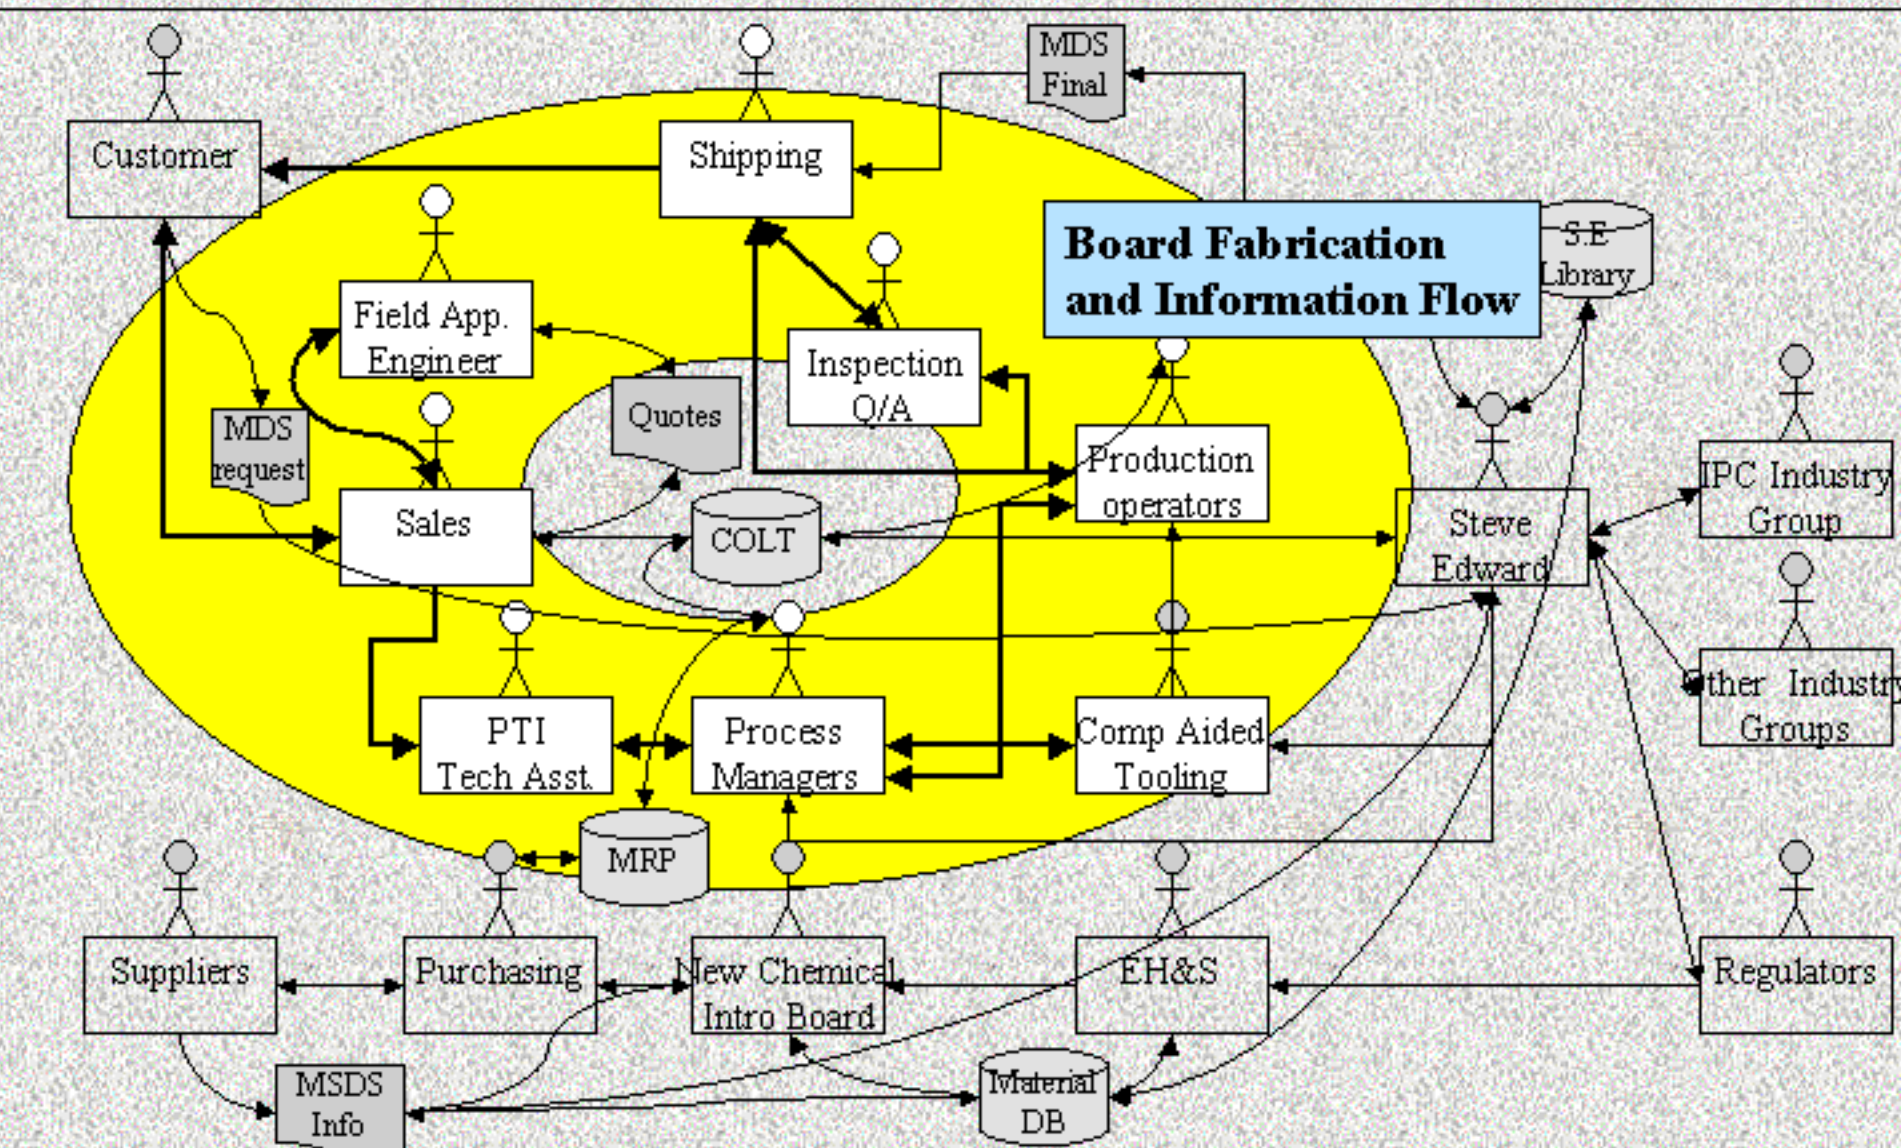 MDS
Final
Customer
Shipping
Board Fabrication
and Information Flow
S.E
Library
Field App.
Engineer
Inspection
Q/A
MDS
request
Quotes
Production
operators
IPC Industry
Group
Sales
COLT
Steve
Edward
PTI
Tech Asst.
Process
Managers
Comp Aided
Tooling
Other Industry
Groups
MRP
Suppliers
Purchasing
New Chemical
Intro Board
EH&S
Regulators
MSDS
Info
Material
DB